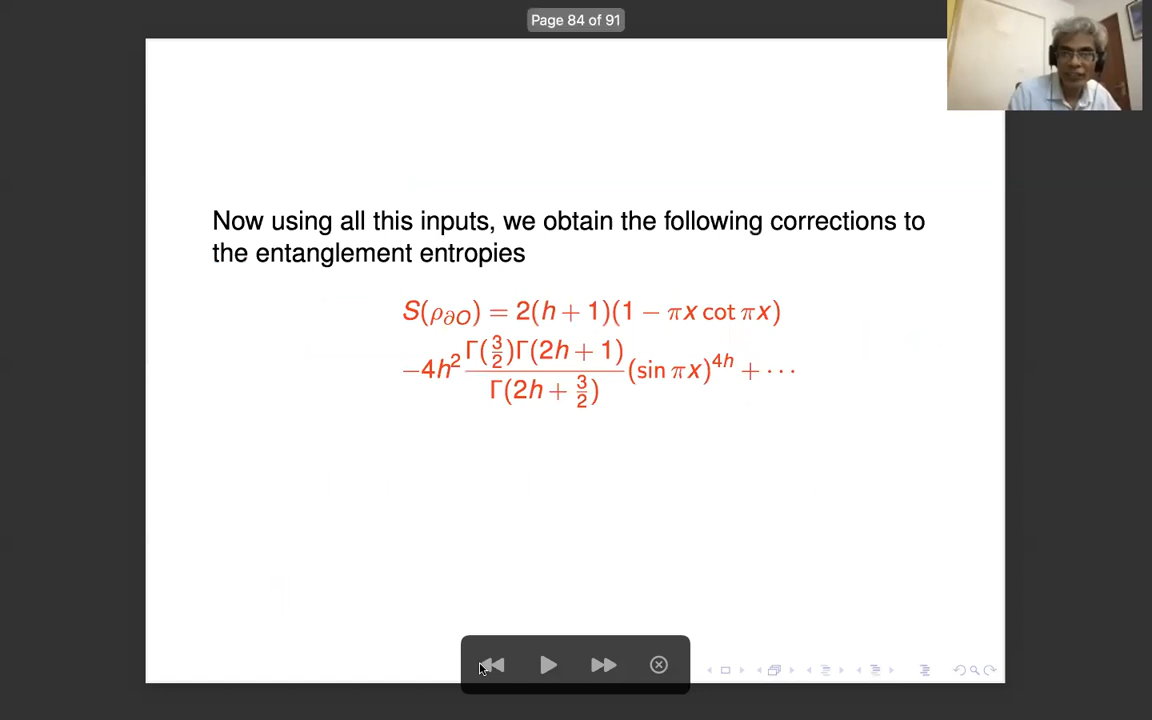 Page 84 of 91
Now using all this inputs, we obtain the following corrections to
the entanglement entropies
S(ρ∂O) = 2(h + 1)(1 − πx cot πx)
−4h² Γ(3/2)Γ(2h + 1) / Γ(2h + 3/2) (sin πx)^{4h} + ⋯